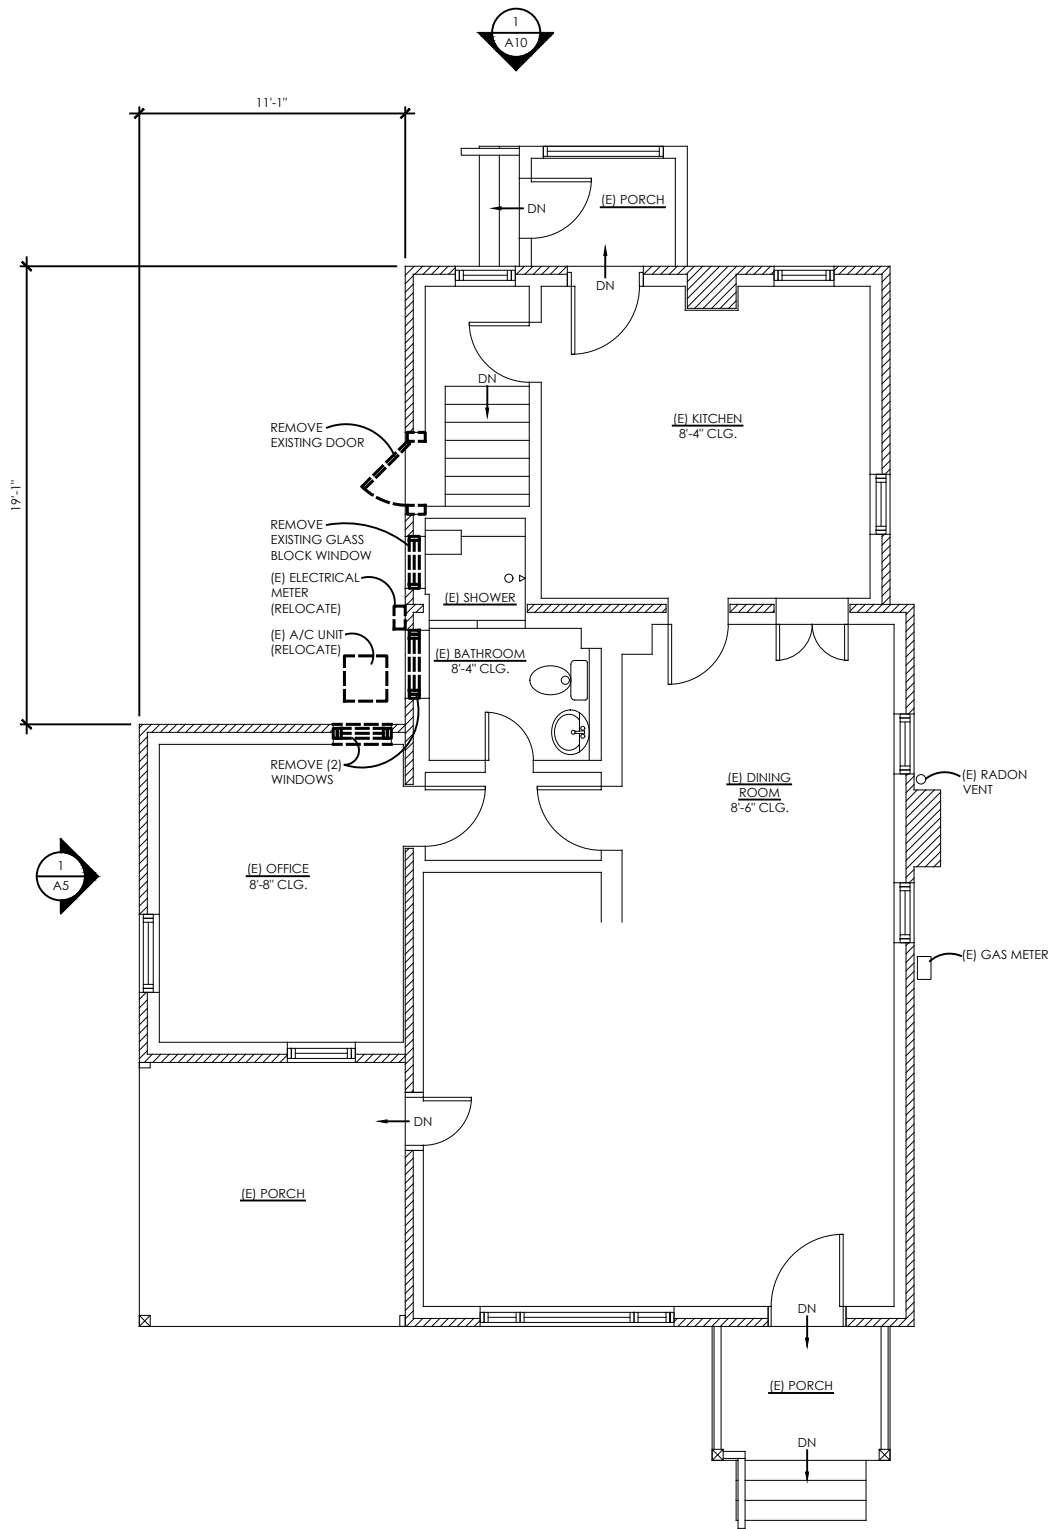 1
A10
11'-1"
(E) PORCH
DN
DN
DN
(E) KITCHEN
8'-4" CLG.
REMOVE
EXISTING DOOR
19'-1"
REMOVE
EXISTING GLASS
BLOCK WINDOW
(E) ELECTRICAL
METER
(RELOCATE)
(E) SHOWER
(E) A/C UNIT
(RELOCATE)
(E) BATHROOM
8'-4" CLG.
REMOVE (2)
WINDOWS
(E) DINING
ROOM
8'-6" CLG.
(E) RADON
VENT
1
A5
(E) OFFICE
8'-8" CLG.
(E) GAS METER
DN
(E) PORCH
DN
(E) PORCH
DN